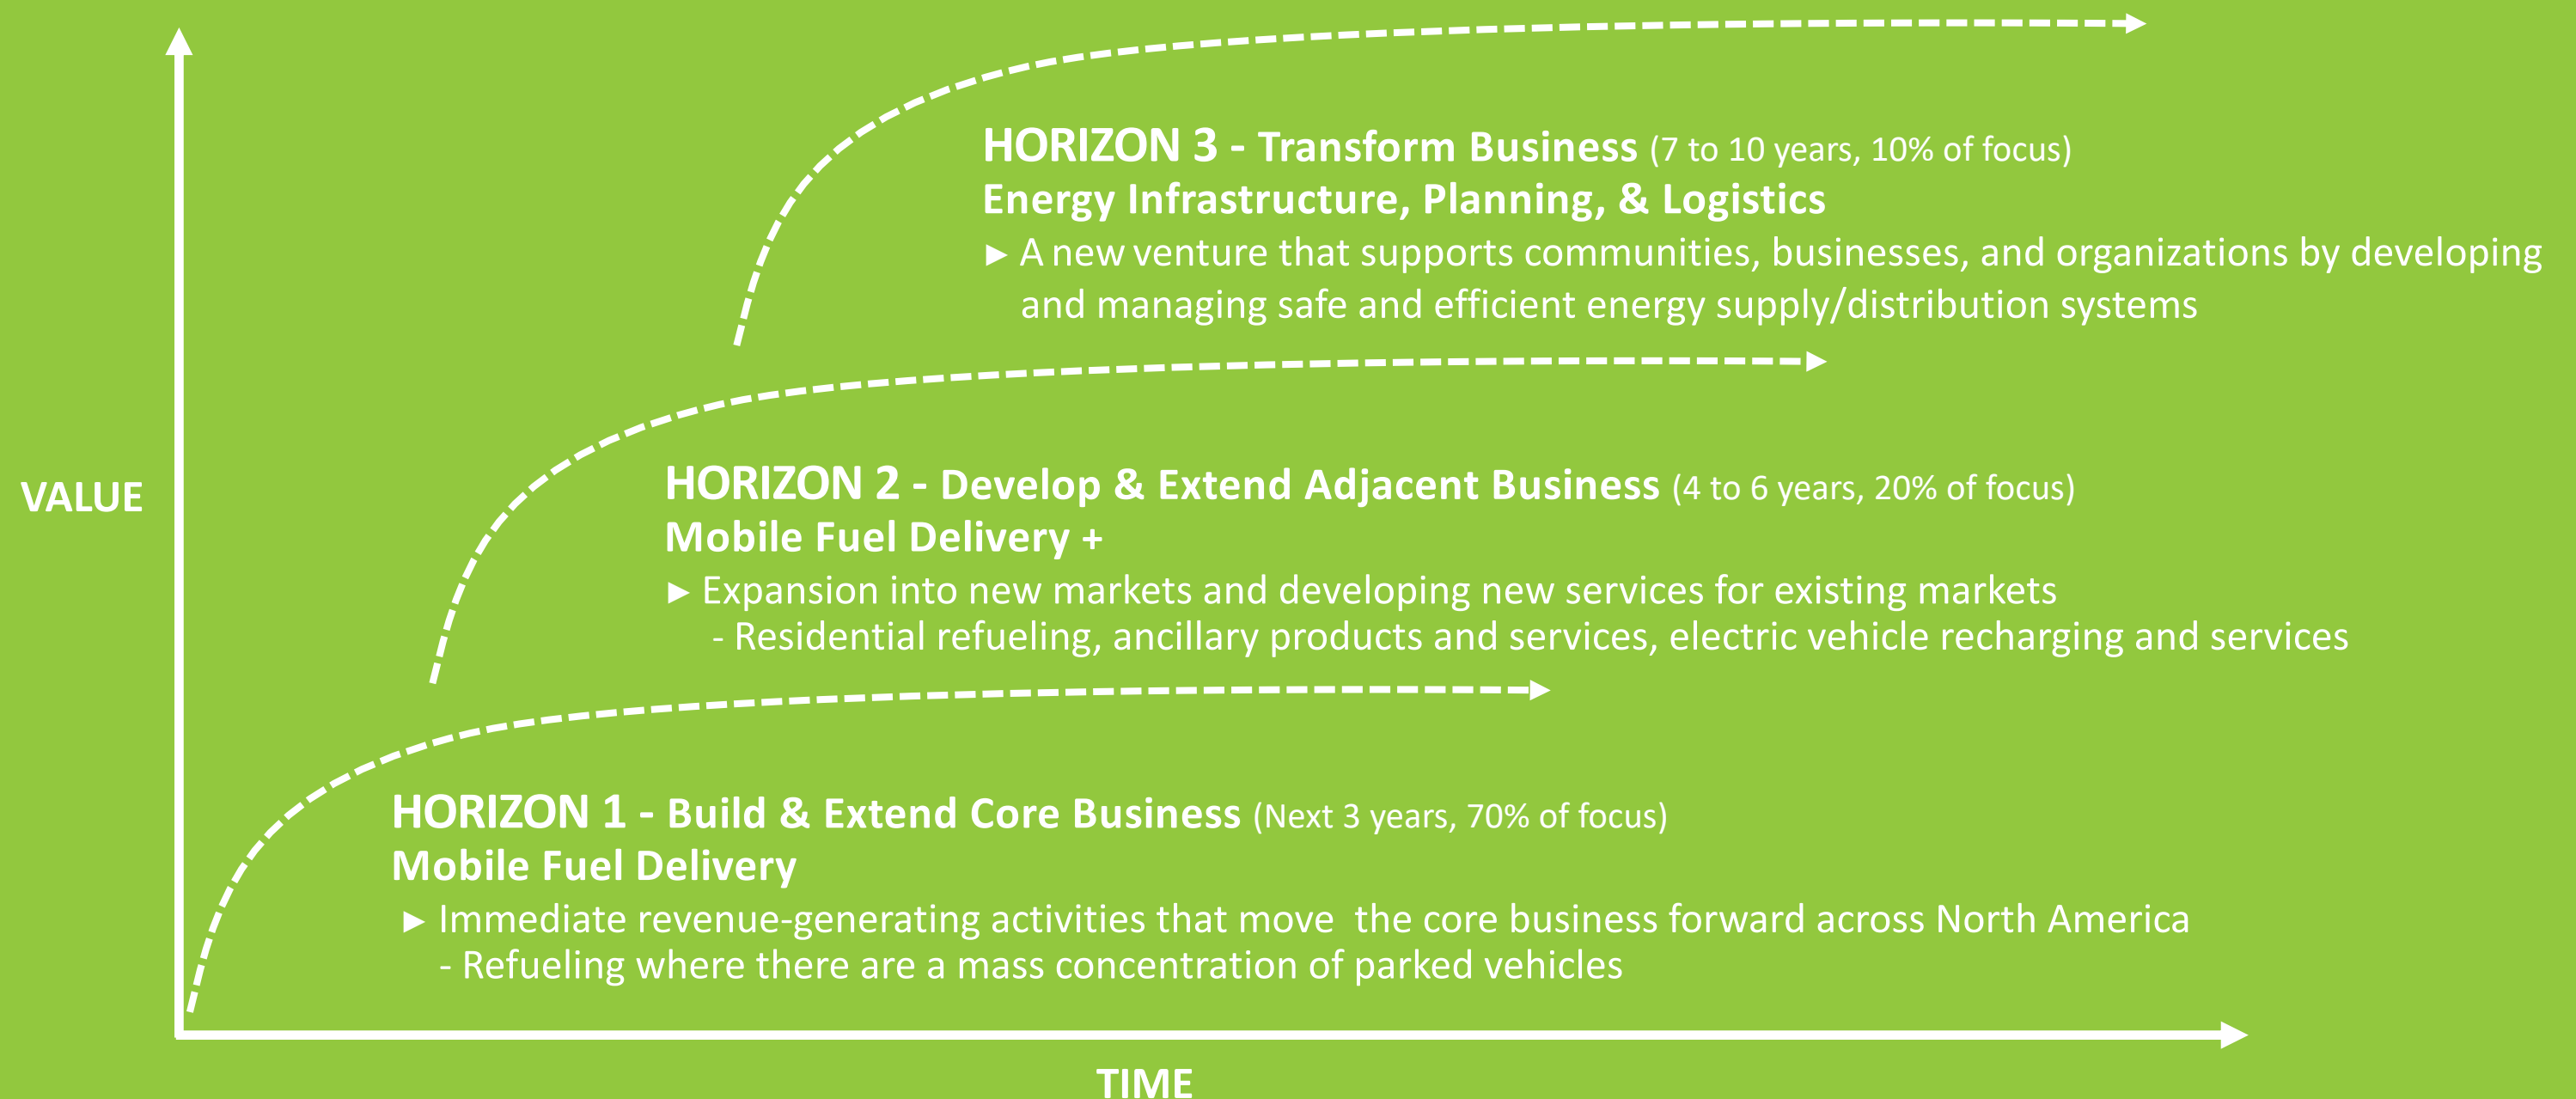 HORIZON 3 - Transform Business (7 to 10 years, 10% of focus)
Energy Infrastructure, Planning, & Logistics
► A new venture that supports communities, businesses, and organizations by developing
and managing safe and efficient energy supply/distribution systems
VALUE
HORIZON 2 - Develop & Extend Adjacent Business (4 to 6 years, 20% of focus)
Mobile Fuel Delivery +
► Expansion into new markets and developing new services for existing markets
- Residential refueling, ancillary products and services, electric vehicle recharging and services
HORIZON 1 - Build & Extend Core Business (Next 3 years, 70% of focus)
Mobile Fuel Delivery
► Immediate revenue-generating activities that move  the core business forward across North America
- Refueling where there are a mass concentration of parked vehicles
TIME